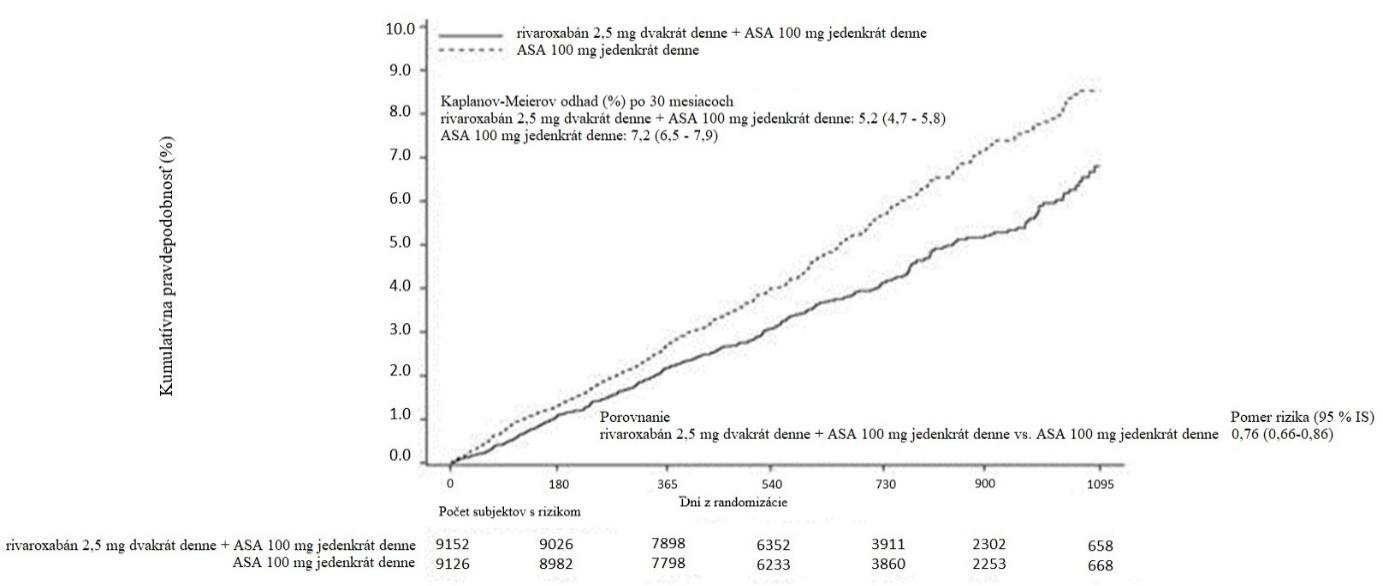 10.0
9.0
8.0
7.0
6.0
5.0
4.0
3.0
2.0
1.0
0.0
Kumulatívna pravdepodobnosť (%)
rivaroxabán 2,5 mg dvakrát denne + ASA 100 mg jedenkrát denne
ASA 100 mg jedenkrát denne
Kaplanov-Meierov odhad (%) po 30 mesiacoch
rivaroxabán 2,5 mg dvakrát denne + ASA 100 mg jedenkrát denne: 5,2 (4,7 - 5,8)
ASA 100 mg jedenkrát denne: 7,2 (6,5 - 7,9)
Porovnanie Pomer rizika (95 % IS)
rivaroxabán 2,5 mg dvakrát denne + ASA 100 mg jedenkrát denne vs. ASA 100 mg jedenkrát denne 0,76 (0,66-0,86)
0 180 365 540 730 900 1095
Dní z randomizácie
Počet subjektov s rizikom
rivaroxabán 2,5 mg dvakrát denne + ASA 100 mg jedenkrát denne 9152 9026 7898 6352 3911 2302 658
ASA 100 mg jedenkrát denne 9126 8982 7798 6233 3860 2253 668